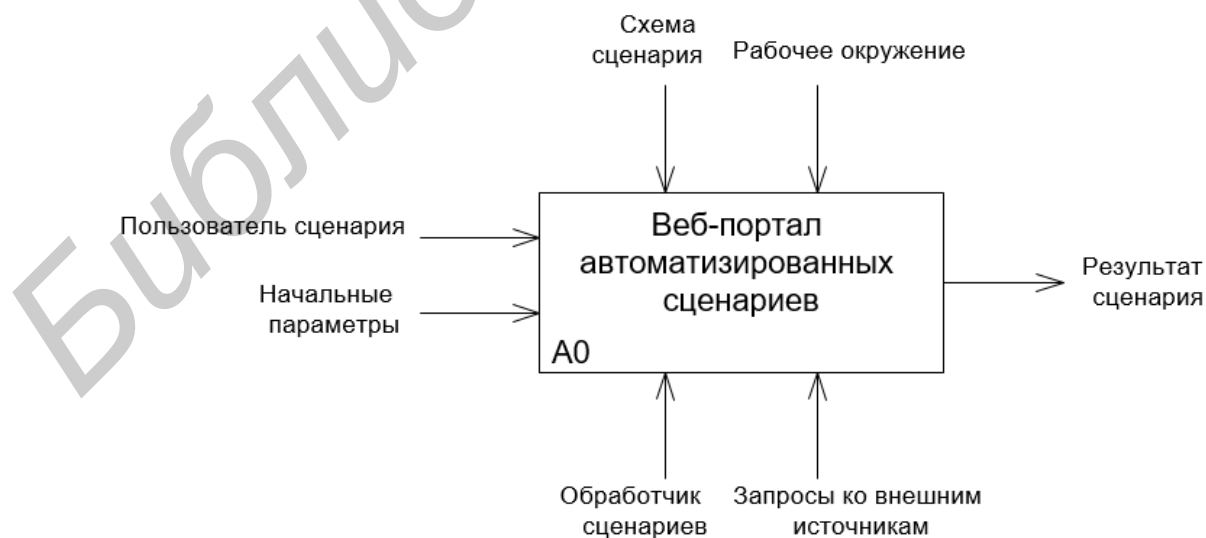 Схема
сценария
Рабочее окружение
Пользователь сценария
Начальные
параметры
Веб-портал
автоматизированных
сценариев
A0
Результат
сценария
Обработчик
сценариев
Запросы ко внешним
источникам